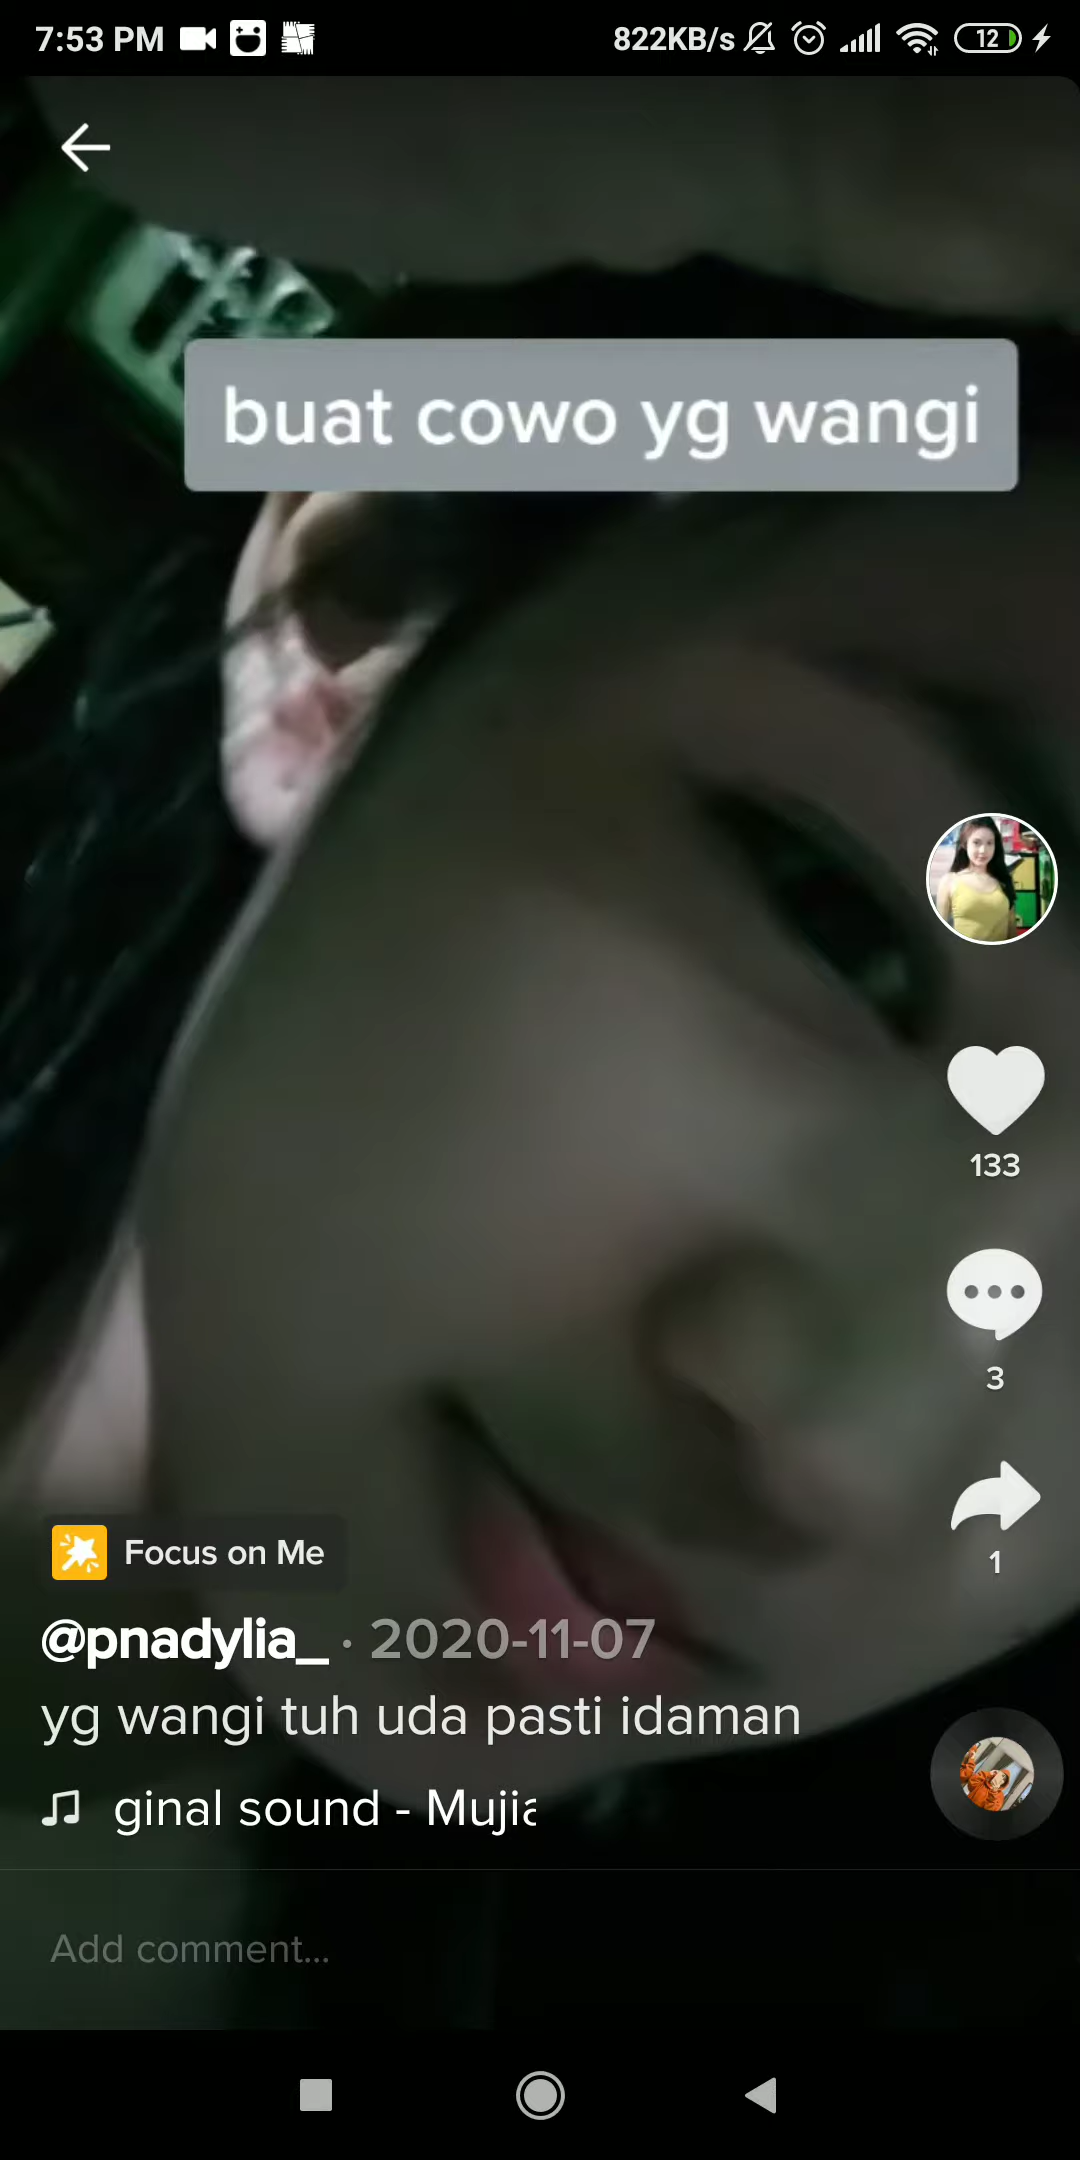 7:53 PM 822KB/s 12
buat cowo yg wangi
133
3
1
Focus on Me
@pnadylia_ · 2020-11-07
yg wangi tuh uda pasti idaman
ginal sound - Mujia
Add comment...